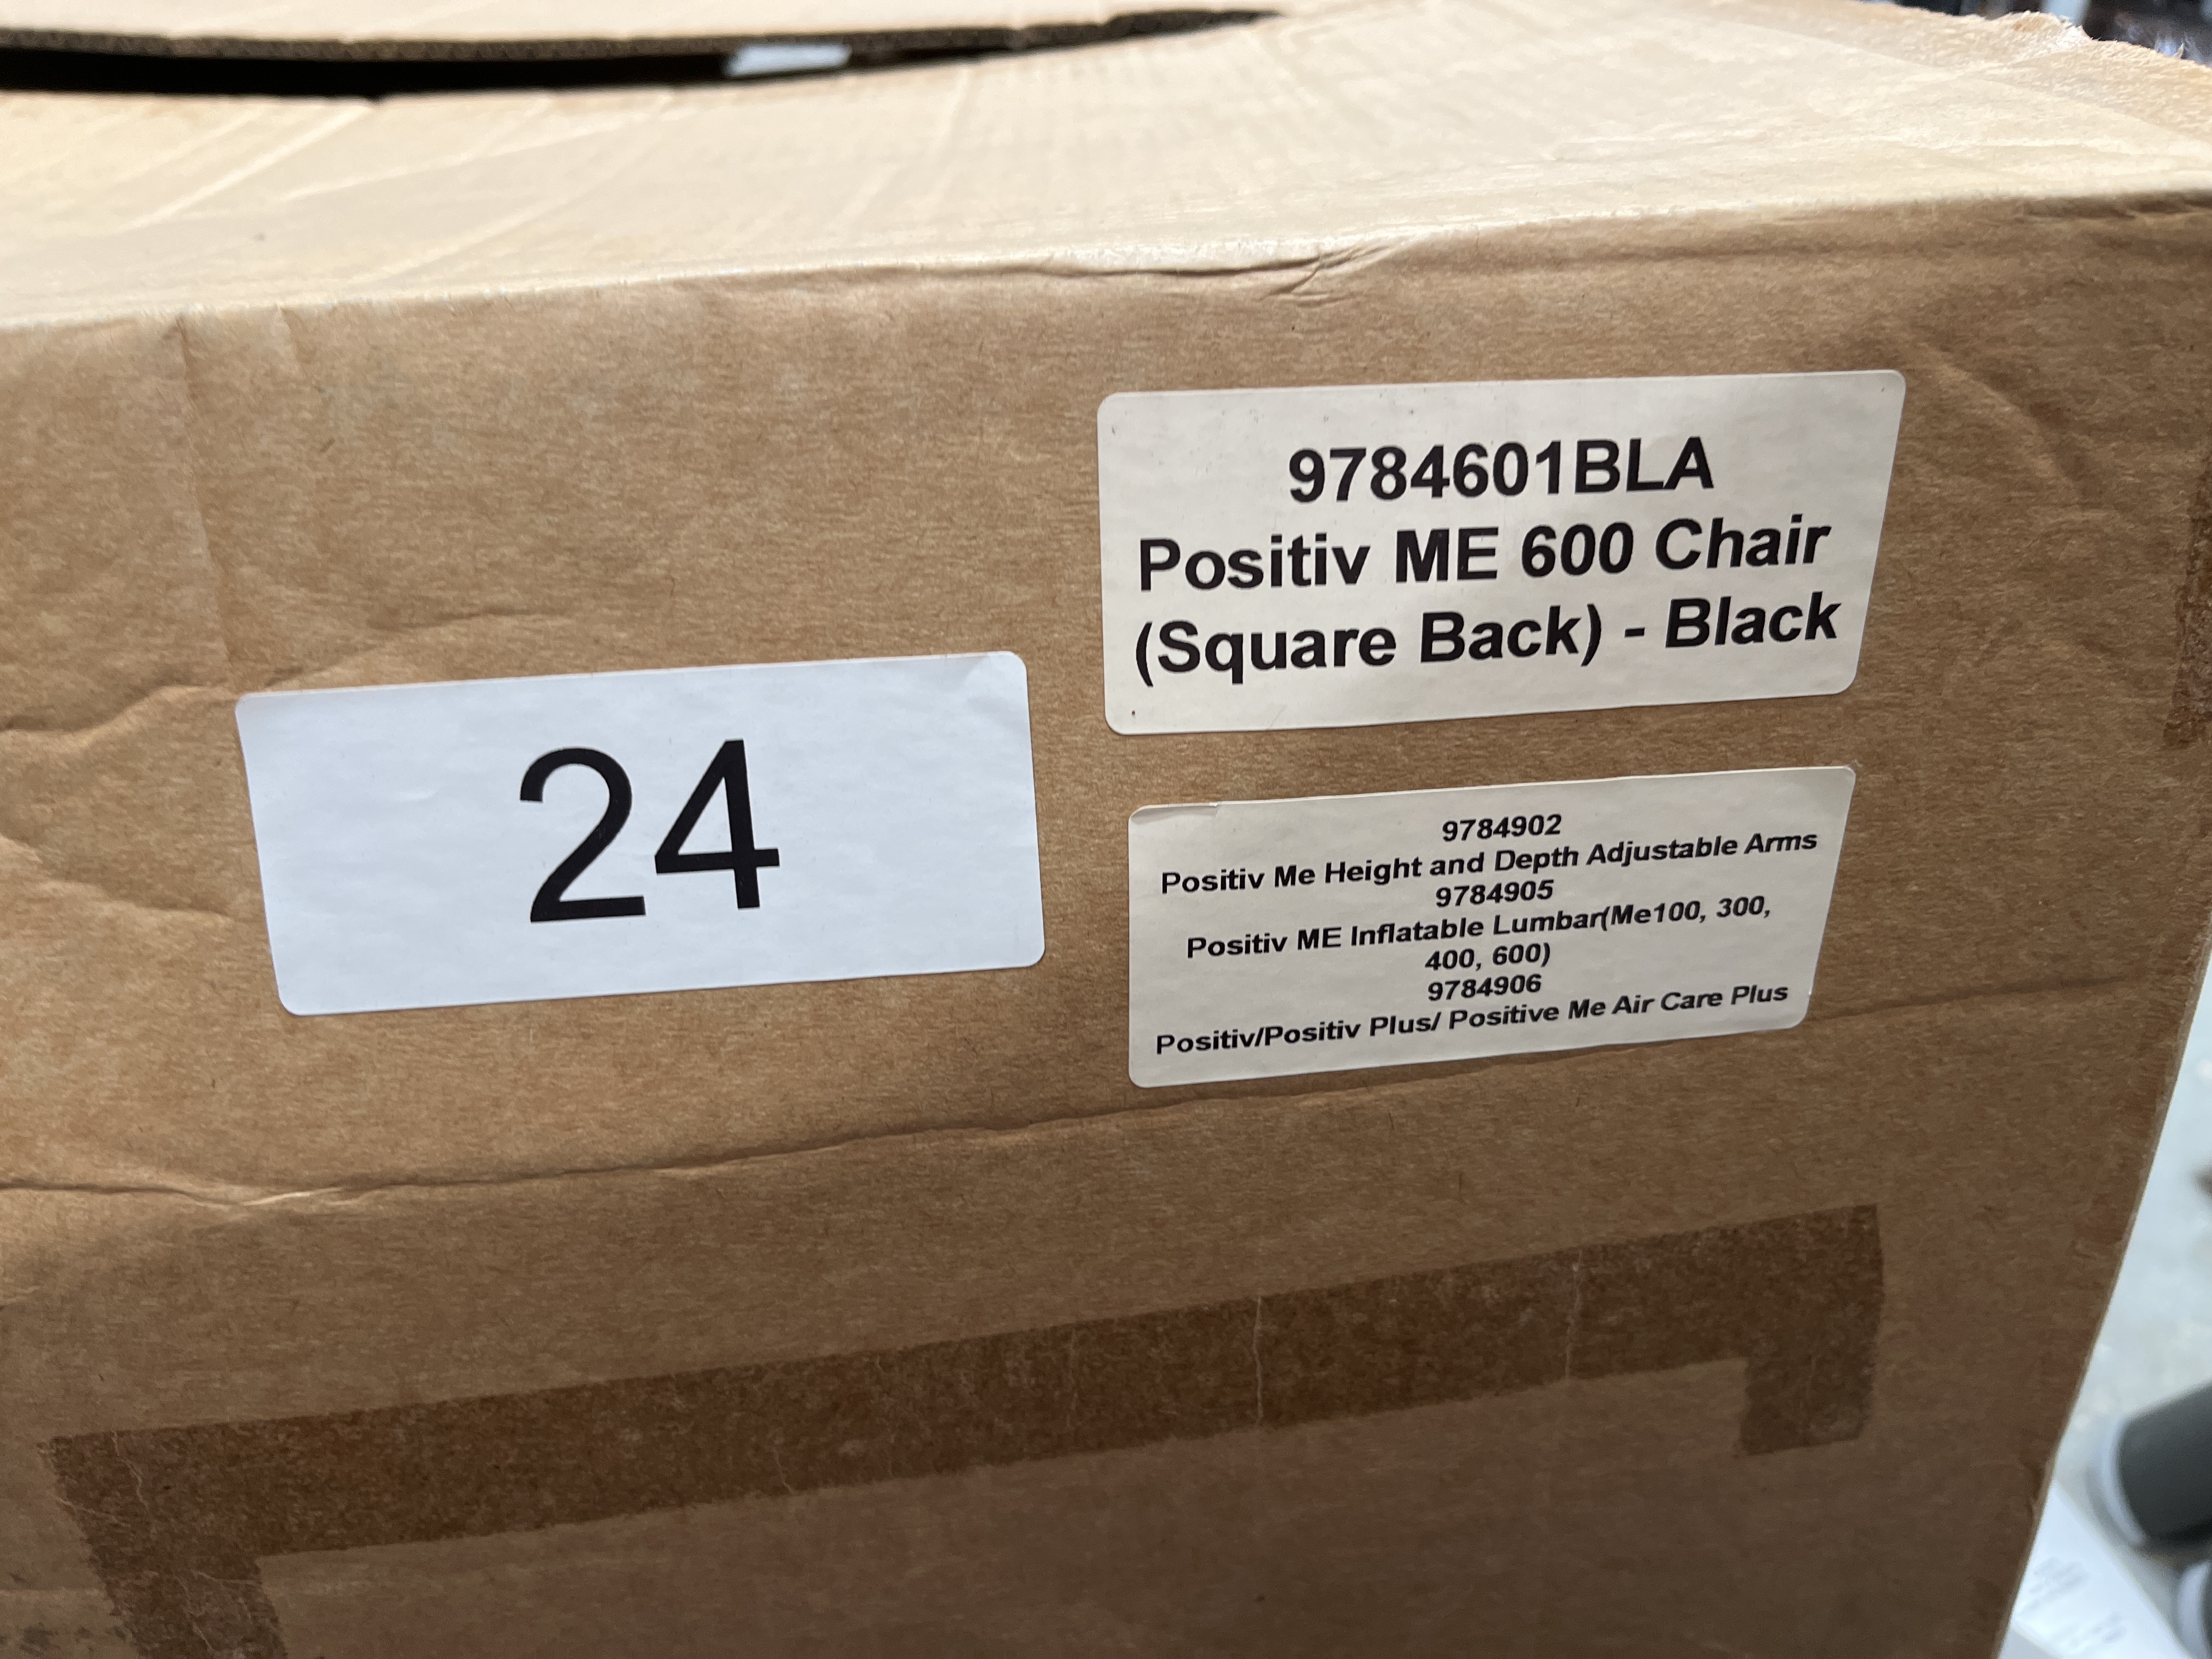 9784601BLA
Positiv ME 600 Chair
(Square Back) - Black
24
9784902
Positiv Me Height and Depth Adjustable Arms
9784905
Positiv ME Inflatable Lumbar(Me100, 300,
400, 600)
9784906
Positiv/Positiv Plus/ Positive Me Air Care Plus